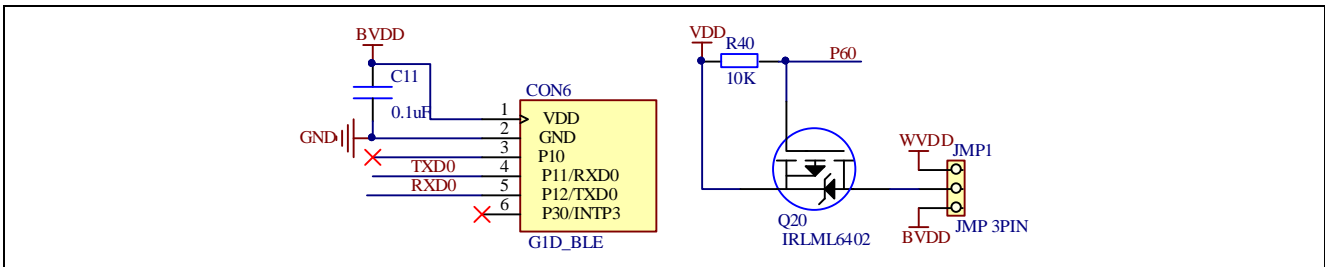 BVDD
C11
0.1uF
GND
CON6
1 VDD
2 GND
3 P10
TXD0 4 P11/RXD0
RXD0 5 P12/TXD0
6 P30/INTP3
G1D_BLE
VDD
R40
10K
P60
Q20
IRLML6402
WVDD
JMP1
BVDD
JMP 3PIN